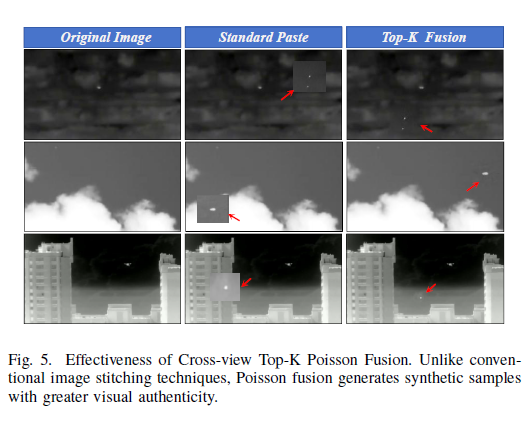 Original Image
Standard Paste
Top-K Fusion
Fig. 5. Effectiveness of Cross-view Top-K Poisson Fusion. Unlike conven-
tional image stitching techniques, Poisson fusion generates synthetic samples
with greater visual authenticity.